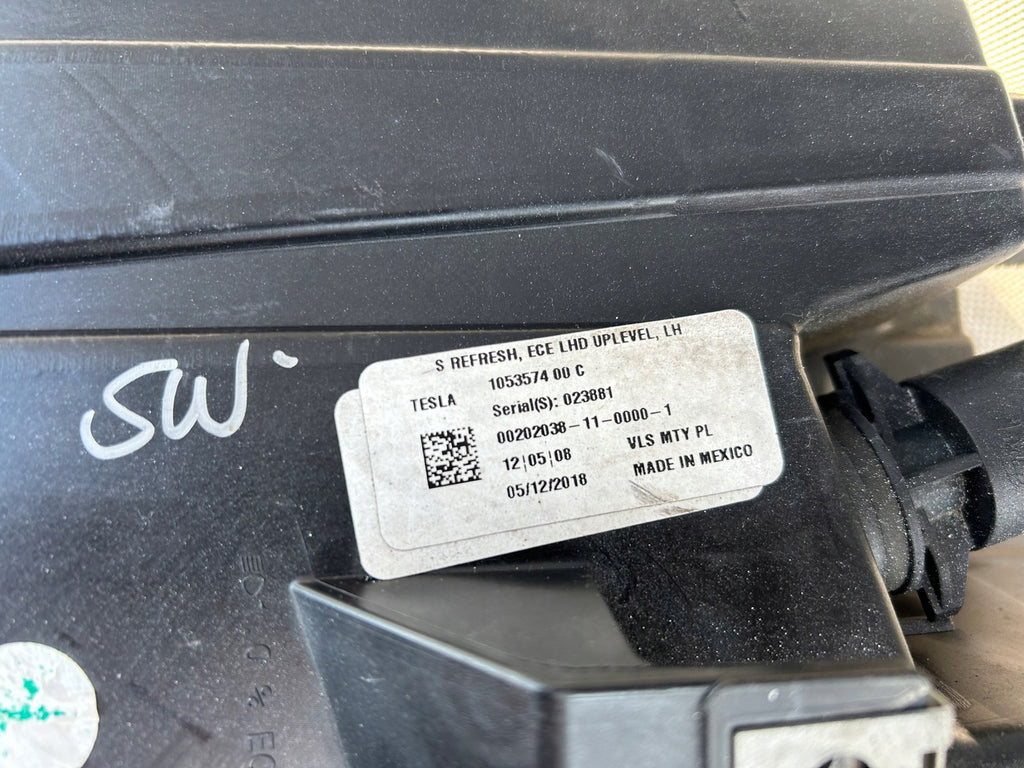 SW.
S REFRESH, ECE LHD UPLEVEL, LH
1053574 00 C
TESLA
Serial(S): 023881
00202038-11-0000-1
12|05|08
VLS MTY PL
05/12/2018
MADE IN MEXICO